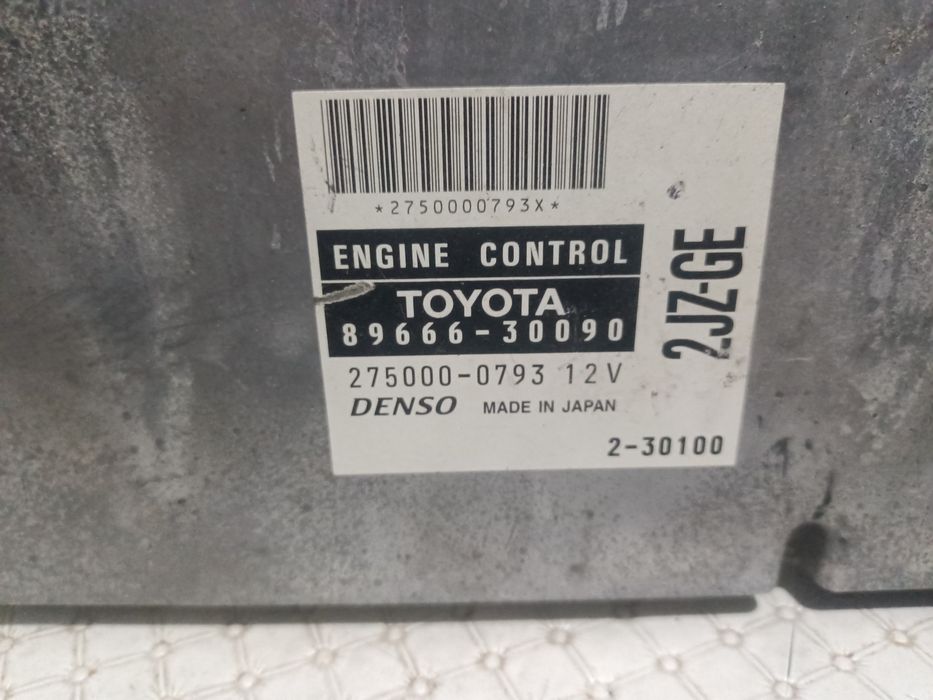 *2750000793X*
ENGINE CONTROL
TOYOTA
89666-30090
275000-0793 12V
DENSO MADE IN JAPAN
2-30100
2JZ-GE